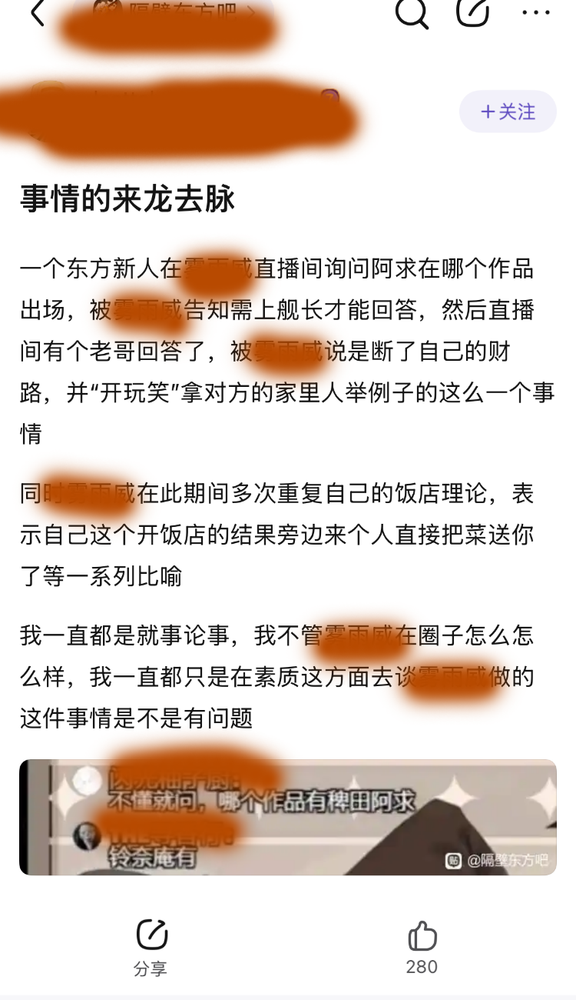 +关注
事情的来龙去脉
一个东方新人在 直播间询问阿求在哪个作品
出场，被 告知需上舰长才能回答，然后直播
间有个老哥回答了，被 说是断了自己的财
路，并“开玩笑”拿对方的家里人举例子的这么一个事
情
同时 在此期间多次重复自己的饭店理论，表
示自己这个开饭店的结果旁边来个人直接把菜送你
了等一系列比喻
我一直都是就事论事，我不管 在圈子怎么怎
么样，我一直都只是在素质这方面去谈 做的
这件事情是不是有问题
不懂就问，哪个作品有稗田阿求
铃奈庵有
贴 @隔壁东方吧
分享
280